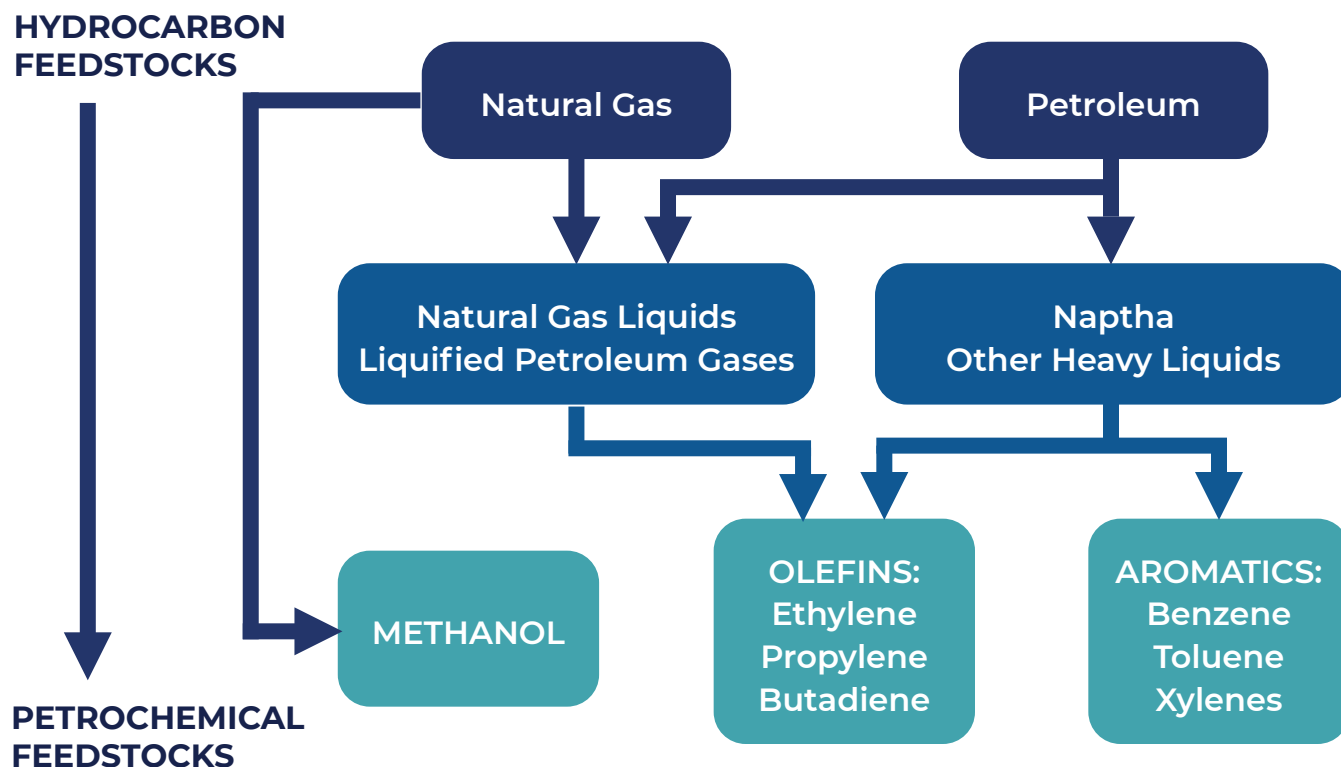 HYDROCARBON
FEEDSTOCKS
Natural Gas
Petroleum
Natural Gas Liquids
Liquified Petroleum Gases
Naptha
Other Heavy Liquids
METHANOL
OLEFINS:
Ethylene
Propylene
Butadiene
AROMATICS:
Benzene
Toluene
Xylenes
PETROCHEMICAL
FEEDSTOCKS